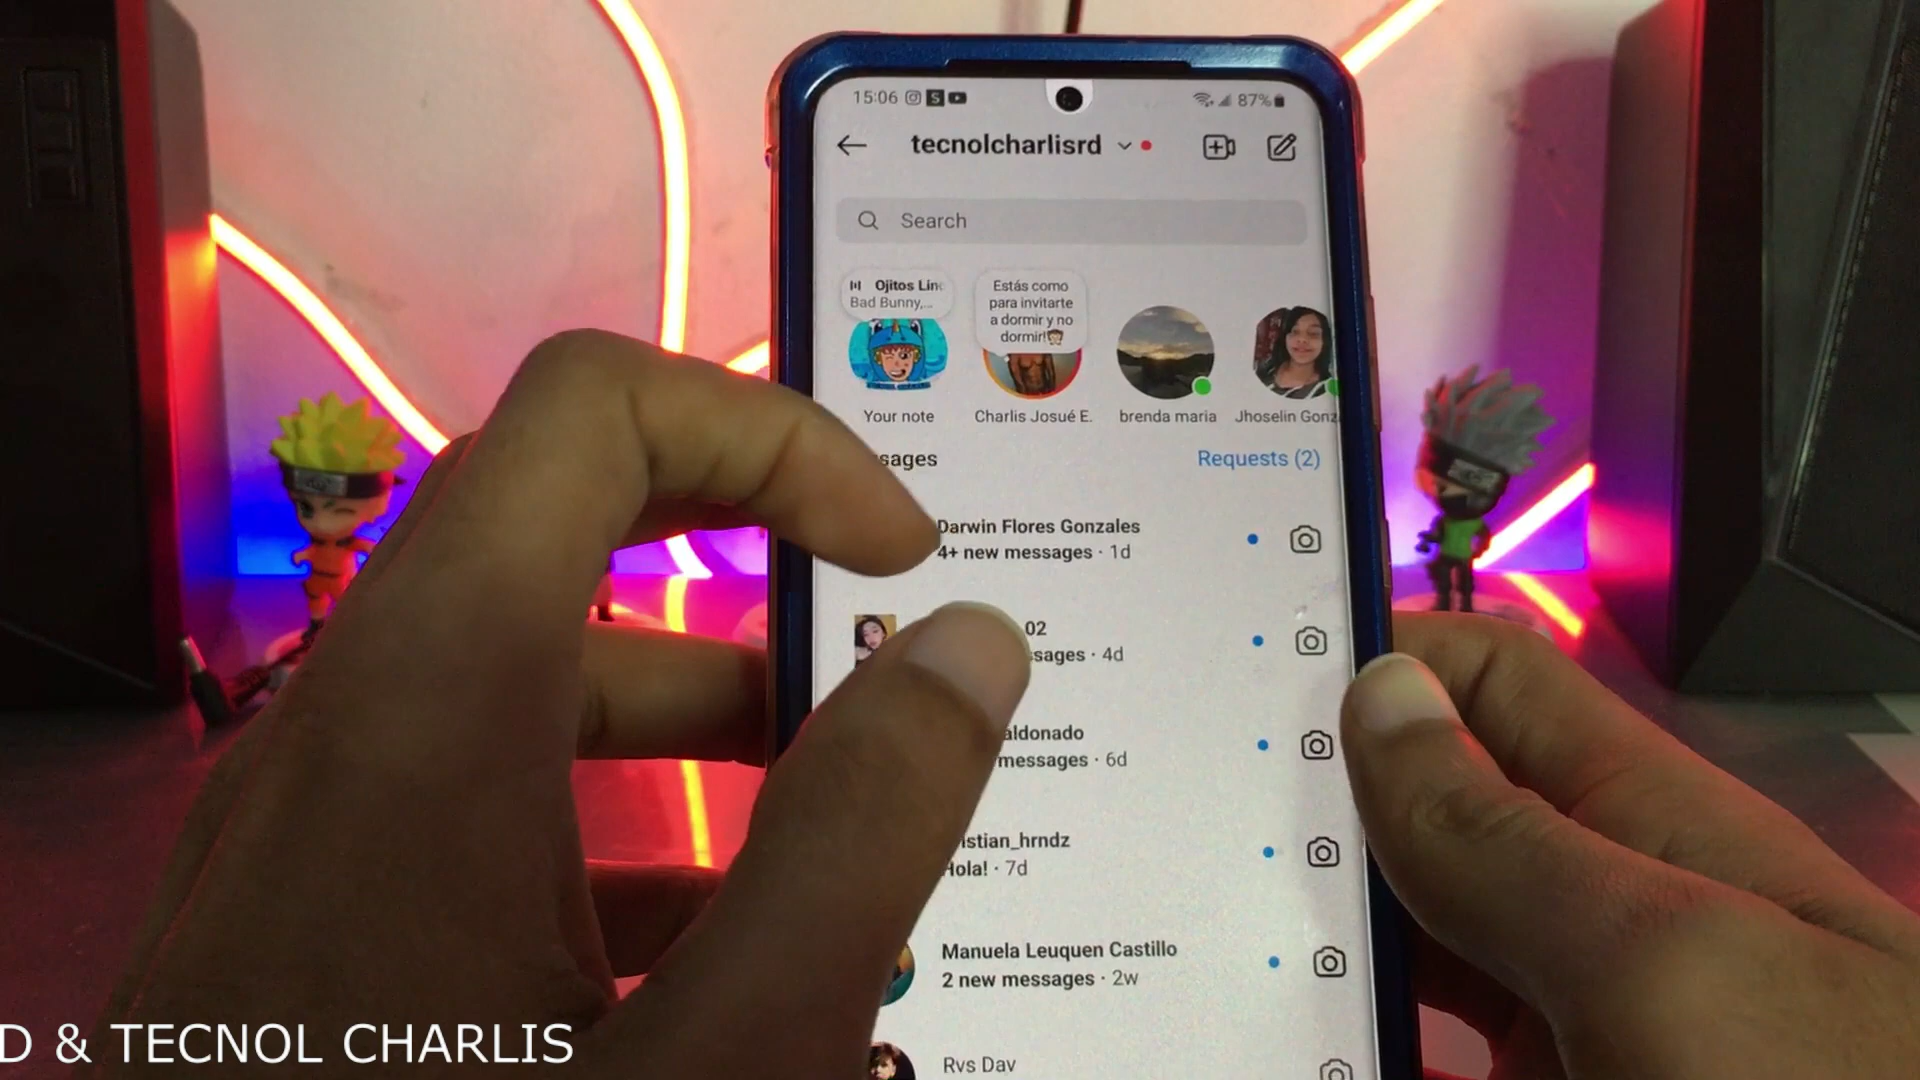 15:06 87%
tecnolcharlisrd
Search
Ojitos Lin
Bad Bunny,...
Estás como
para invitarte
a dormir y no
dormir!
Your note
Charlis Josué E.
brenda maria
Jhoselin Gonz
sages
Requests (2)
Darwin Flores Gonzales
4+ new messages · 1d
02
sages · 4d
aldonado
messages · 6d
istian_hrndz
Hola! · 7d
Manuela Leuquen Castillo
2 new messages · 2w
Rvs Dav
D & TECNOL CHARLIS